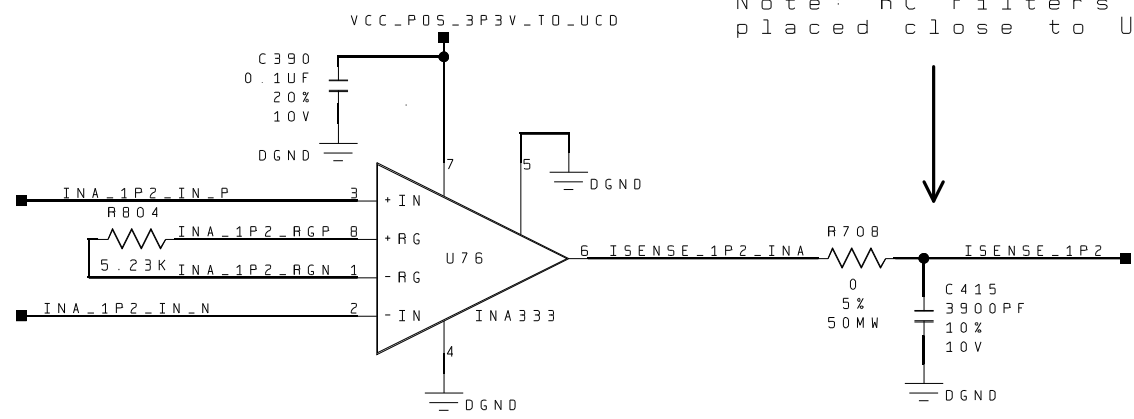 VCC_POS_3P3V_TO_UCD
filters
placed close to U
C390
0.1UF
20%
10V
DGND
7
5
DGND
INA_1P2_IN_P 3 +IN
R804
INA_1P2_RGP 8 +RG
5.23K INA_1P2_RGN 1 -RG
INA_1P2_IN_N 2 -IN
U76
INA333
4
DGND
6 ISENSE_1P2_INA
R708
0
5%
50MW
ISENSE_1P2
C415
3900PF
10%
10V
DGND